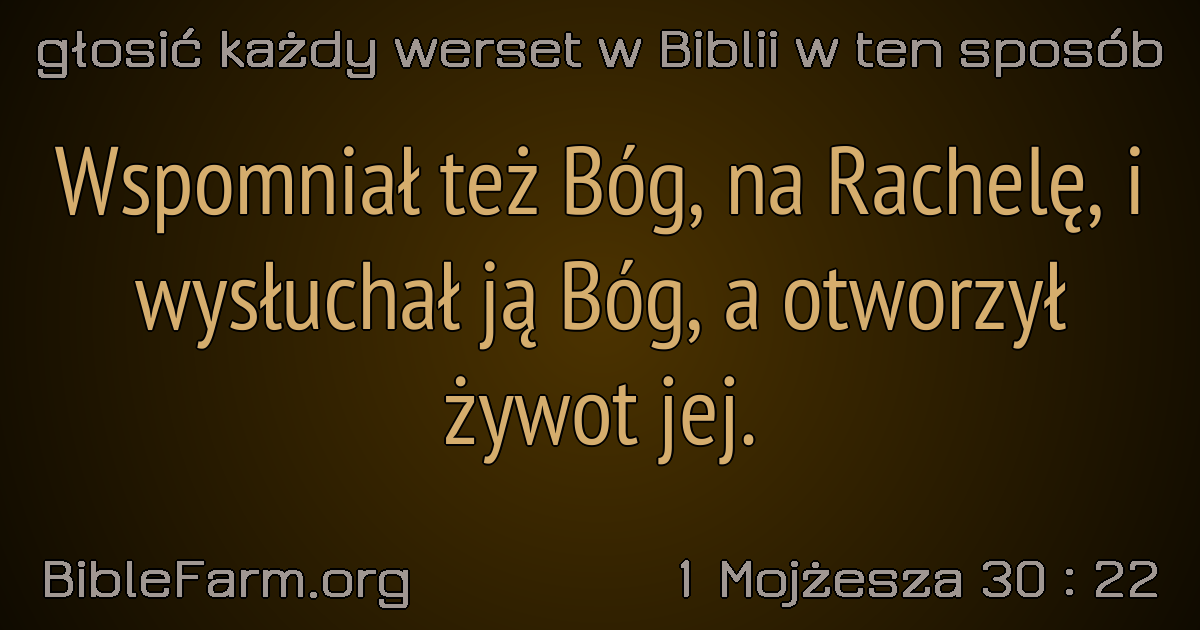 głosić każdy werset w Biblii w ten sposób
Wspomniał też Bóg, na Rachelę, i
wysłuchał ją Bóg, a otworzył
żywot jej.
BibleFarm.org
1 Mojżesza 30 : 22